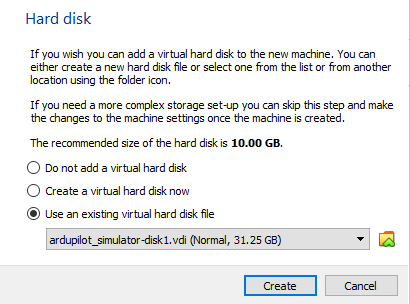 Hard disk
If you wish you can add a virtual hard disk to the new machine. You can
either create a new hard disk file or select one from the list or from another
location using the folder icon.
If you need a more complex storage set-up you can skip this step and make
the changes to the machine settings once the machine is created.
The recommended size of the hard disk is 10.00 GB.
Do not add a virtual hard disk
Create a virtual hard disk now
Use an existing virtual hard disk file
ardupilot_simulator-disk1.vdi (Normal, 31.25 GB)
Create
Cancel